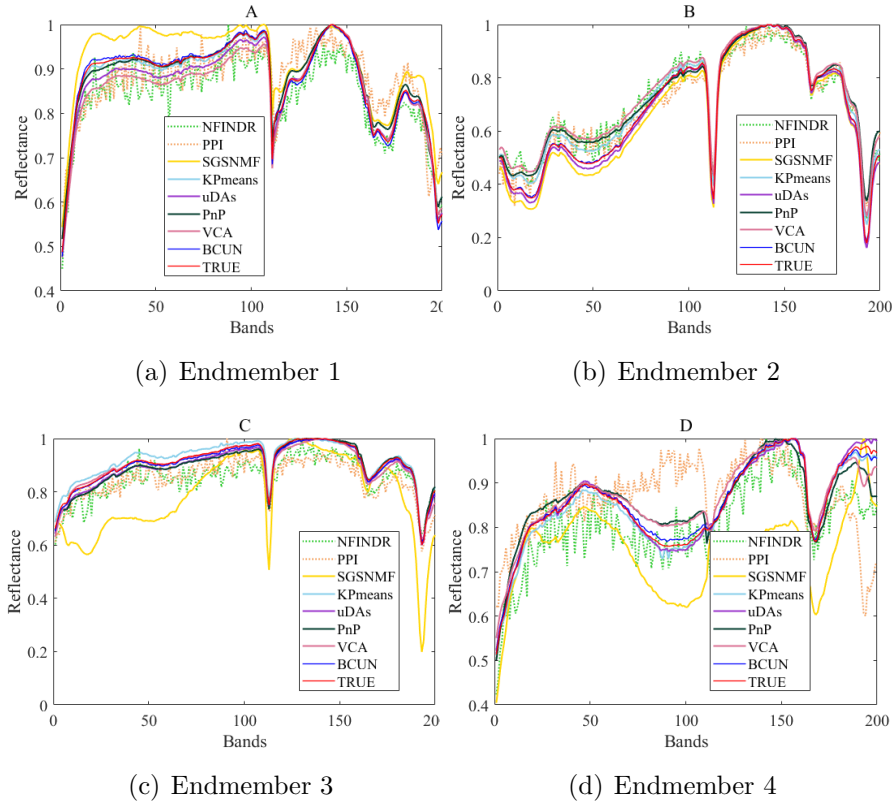 A
Reflectance
1
0.9
0.8
0.7
0.6
0.5
0.4
0
50
100
150
200
Bands
NFINDR
PPI
SGSNMF
KPmeans
uDAs
PnP
VCA
BCUN
TRUE
(a) Endmember 1
B
Reflectance
1
0.8
0.6
0.4
0.2
0
0
50
100
150
200
Bands
NFINDR
PPI
SGSNMF
KPmeans
uDAs
PnP
VCA
BCUN
TRUE
(b) Endmember 2
C
Reflectance
1
0.8
0.6
0.4
0.2
0
0
50
100
150
200
Bands
NFINDR
PPI
SGSNMF
KPmeans
uDAs
PnP
VCA
BCUN
TRUE
(c) Endmember 3
D
Reflectance
1
0.9
0.8
0.7
0.6
0.5
0.4
0
50
100
150
200
Bands
NFINDR
PPI
SGSNMF
KPmeans
uDAs
PnP
VCA
BCUN
TRUE
(d) Endmember 4